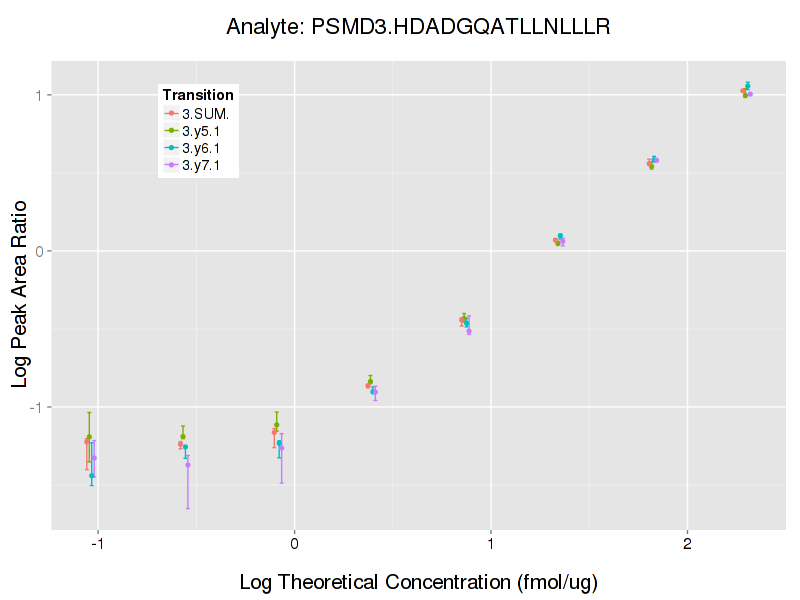 Analyte: PSMD3.HDADGQATLLNLLLR
Transition
3.SUM.
3.y5.1
3.y6.1
3.y7.1
1
0
-1
Log Peak Area Ratio
-1
0
1
2
Log Theoretical Concentration (fmol/ug)